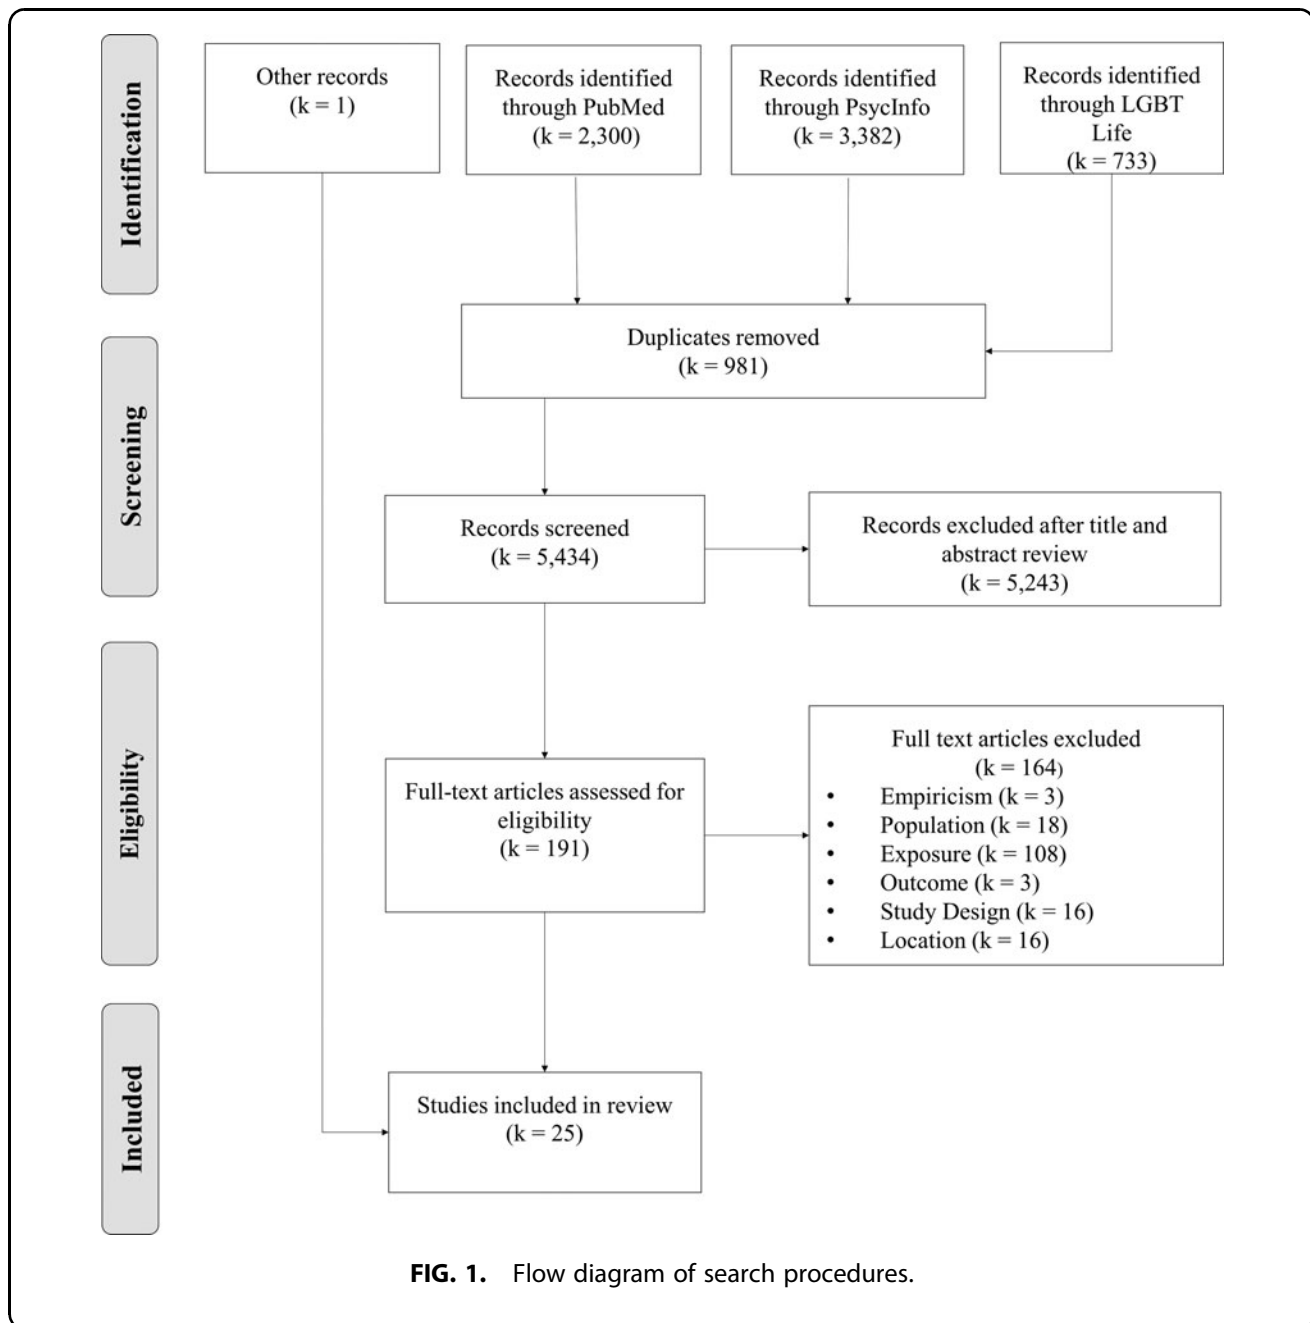 Identification
Other records
(k = 1)
Records identified
through PubMed
(k = 2,300)
Records identified
through PsycInfo
(k = 3,382)
Records identified
through LGBT
Life
(k = 733)
Duplicates removed
(k = 981)
Screening
Records screened
(k = 5,434)
Records excluded after title and
abstract review
(k = 5,243)
Eligibility
Full-text articles assessed for
eligibility
(k = 191)
Full text articles excluded
(k = 164)
• Empiricism (k = 3)
• Population (k = 18)
• Exposure (k = 108)
• Outcome (k = 3)
• Study Design (k = 16)
• Location (k = 16)
Included
Studies included in review
(k = 25)
FIG. 1. Flow diagram of search procedures.